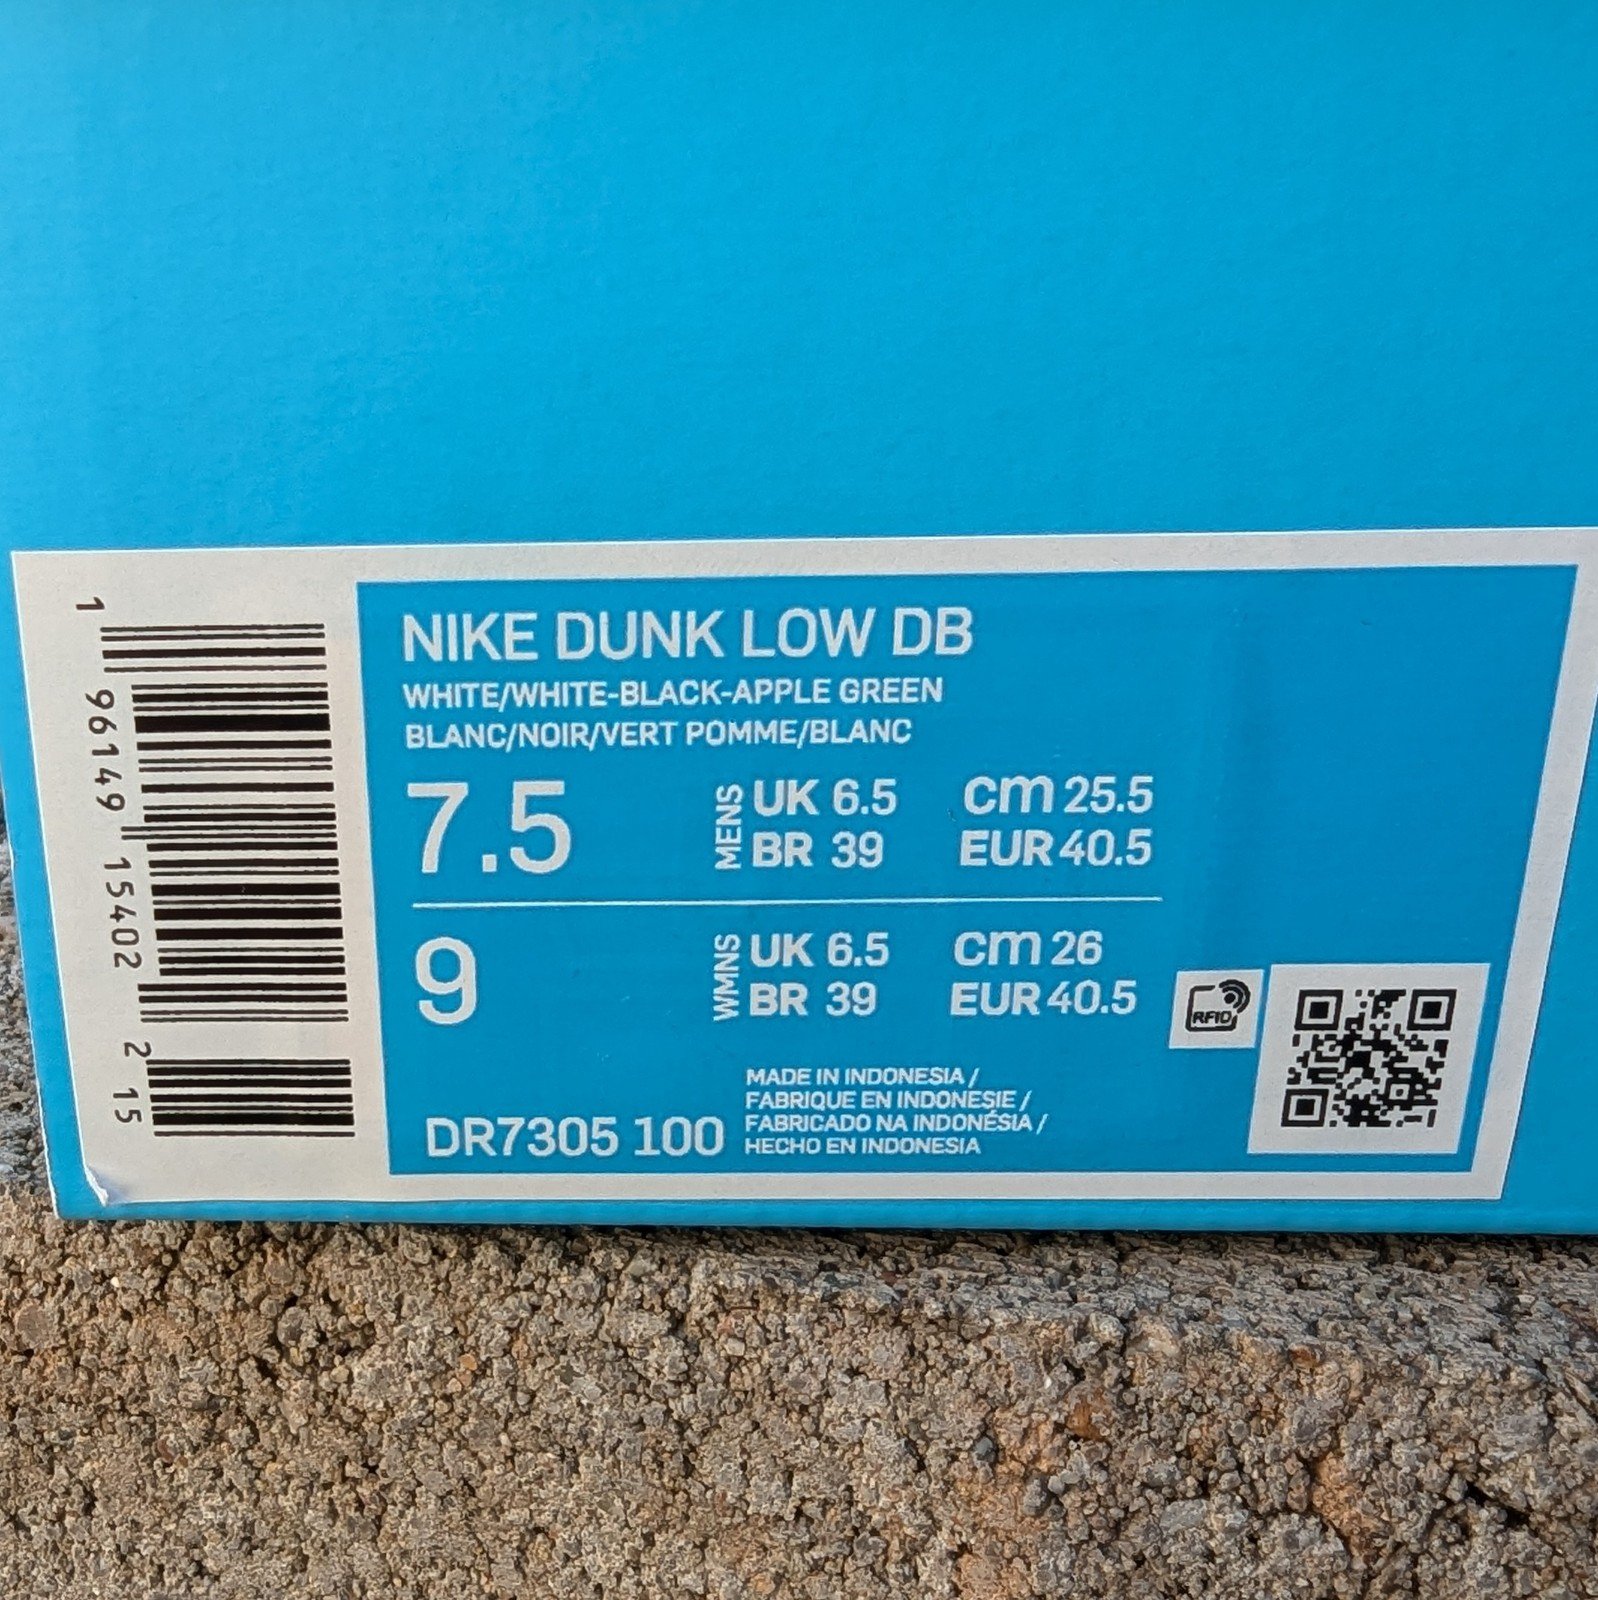 NIKE DUNK LOW DB
WHITE/WHITE-BLACK-APPLE GREEN
BLANC/NOIR/VERT POMME/BLANC
7.5 MENS UK 6.5 cm 25.5
BR 39 EUR 40.5
9 WMNS UK 6.5 cm 26
BR 39 EUR 40.5
RFID
DR7305 100
MADE IN INDONESIA /
FABRIQUE EN INDONESIE /
FABRICADO NA INDONÉSIA /
HECHO EN INDONESIA
1 96149 15402 2 15